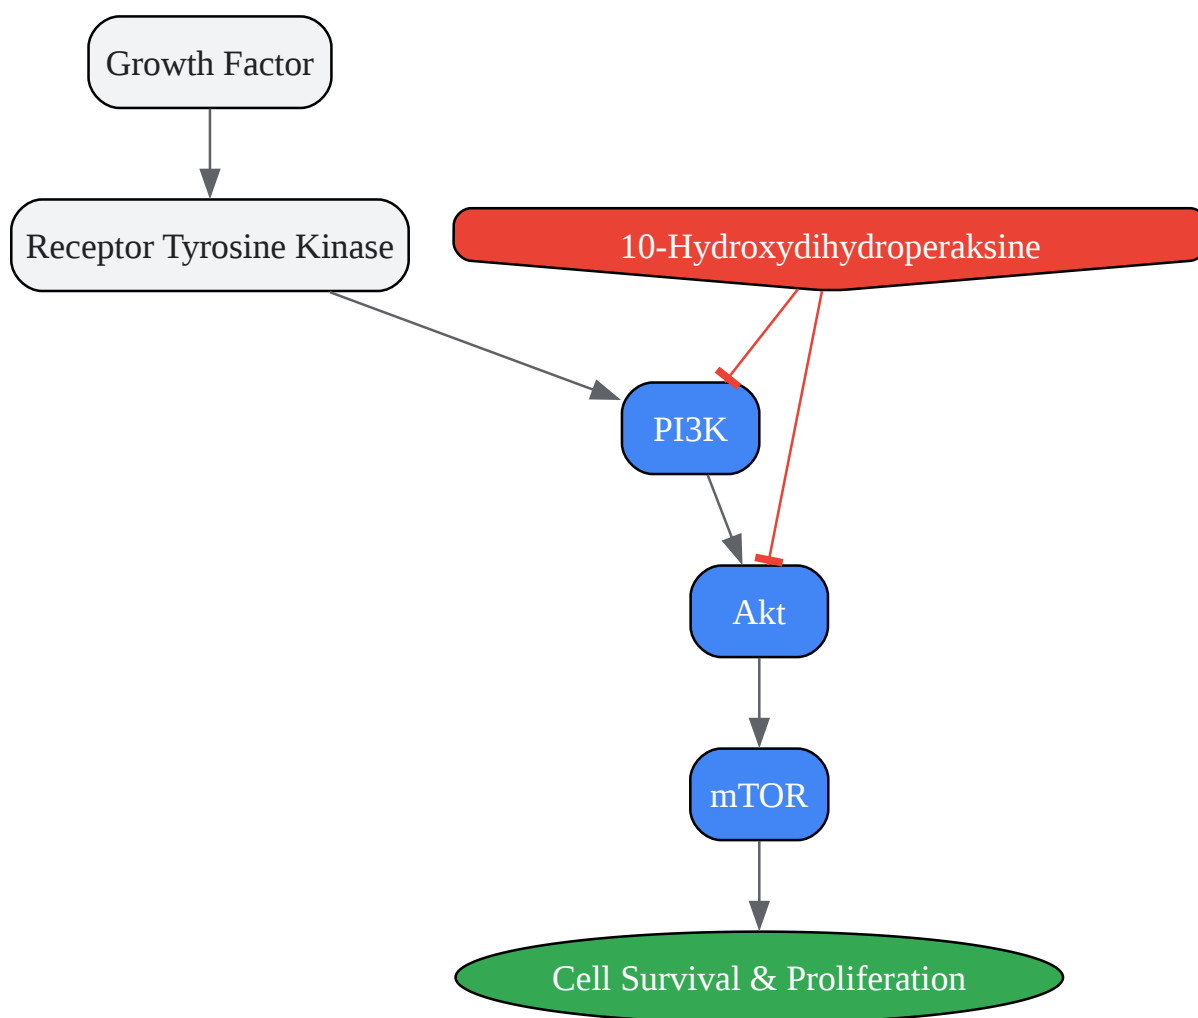 Growth Factor
Receptor Tyrosine Kinase
10-Hydroxydihydroperaksine
PI3K
Akt
mTOR
Cell Survival & Proliferation